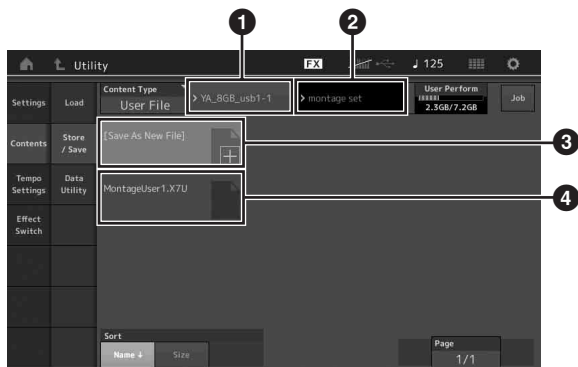 1 2
Utility FX 125
Content Type
User File > YA_8GB_usb1-1 > montage set User Perform
2.3GB/7.2GB Job
Settings Load
Contents Store / Save [Save As New File] 3
Tempo Settings Data Utility MontageUser1.X7U 4
Effect Switch
Sort
Name ↓ Size
Page
1/1